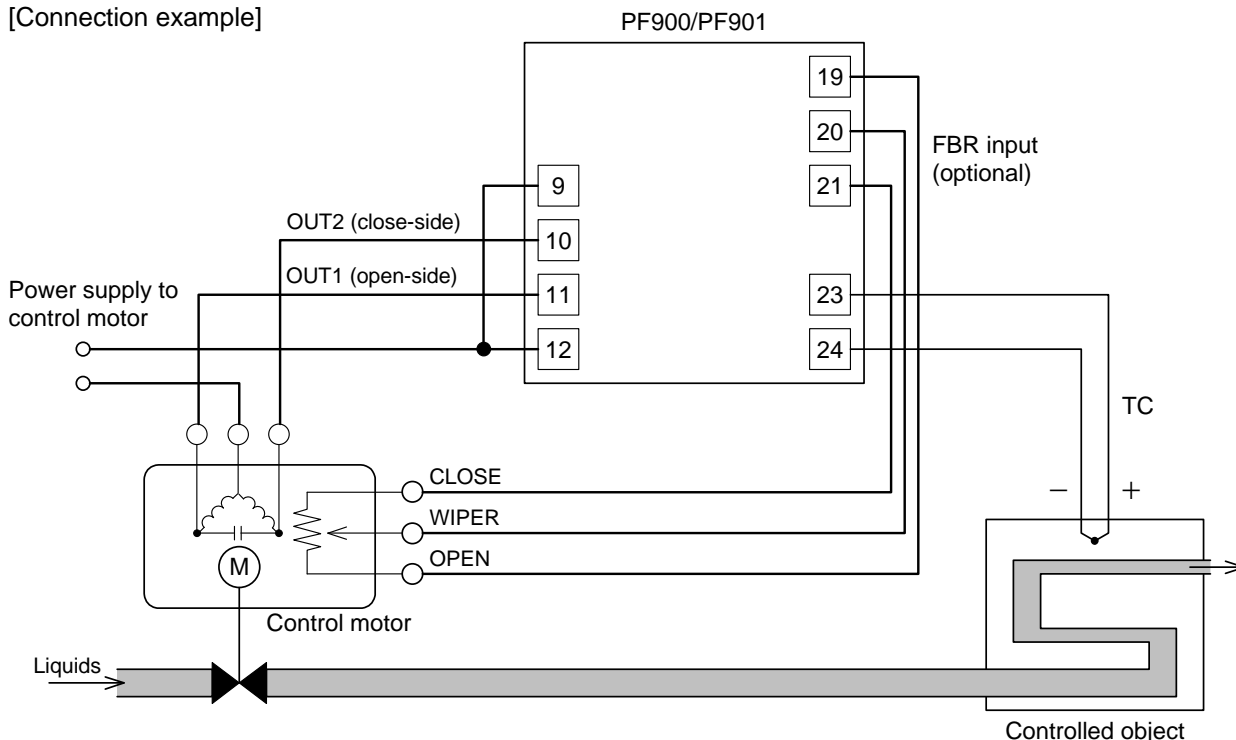 [Connection example]
PF900/PF901
19
20
FBR input
(optional)
21
9
OUT2 (close-side)
10
OUT1 (open-side)
11
Power supply to
control motor
12
23
24
TC
− +
CLOSE
WIPER
OPEN
M
Control motor
Liquids
Controlled object